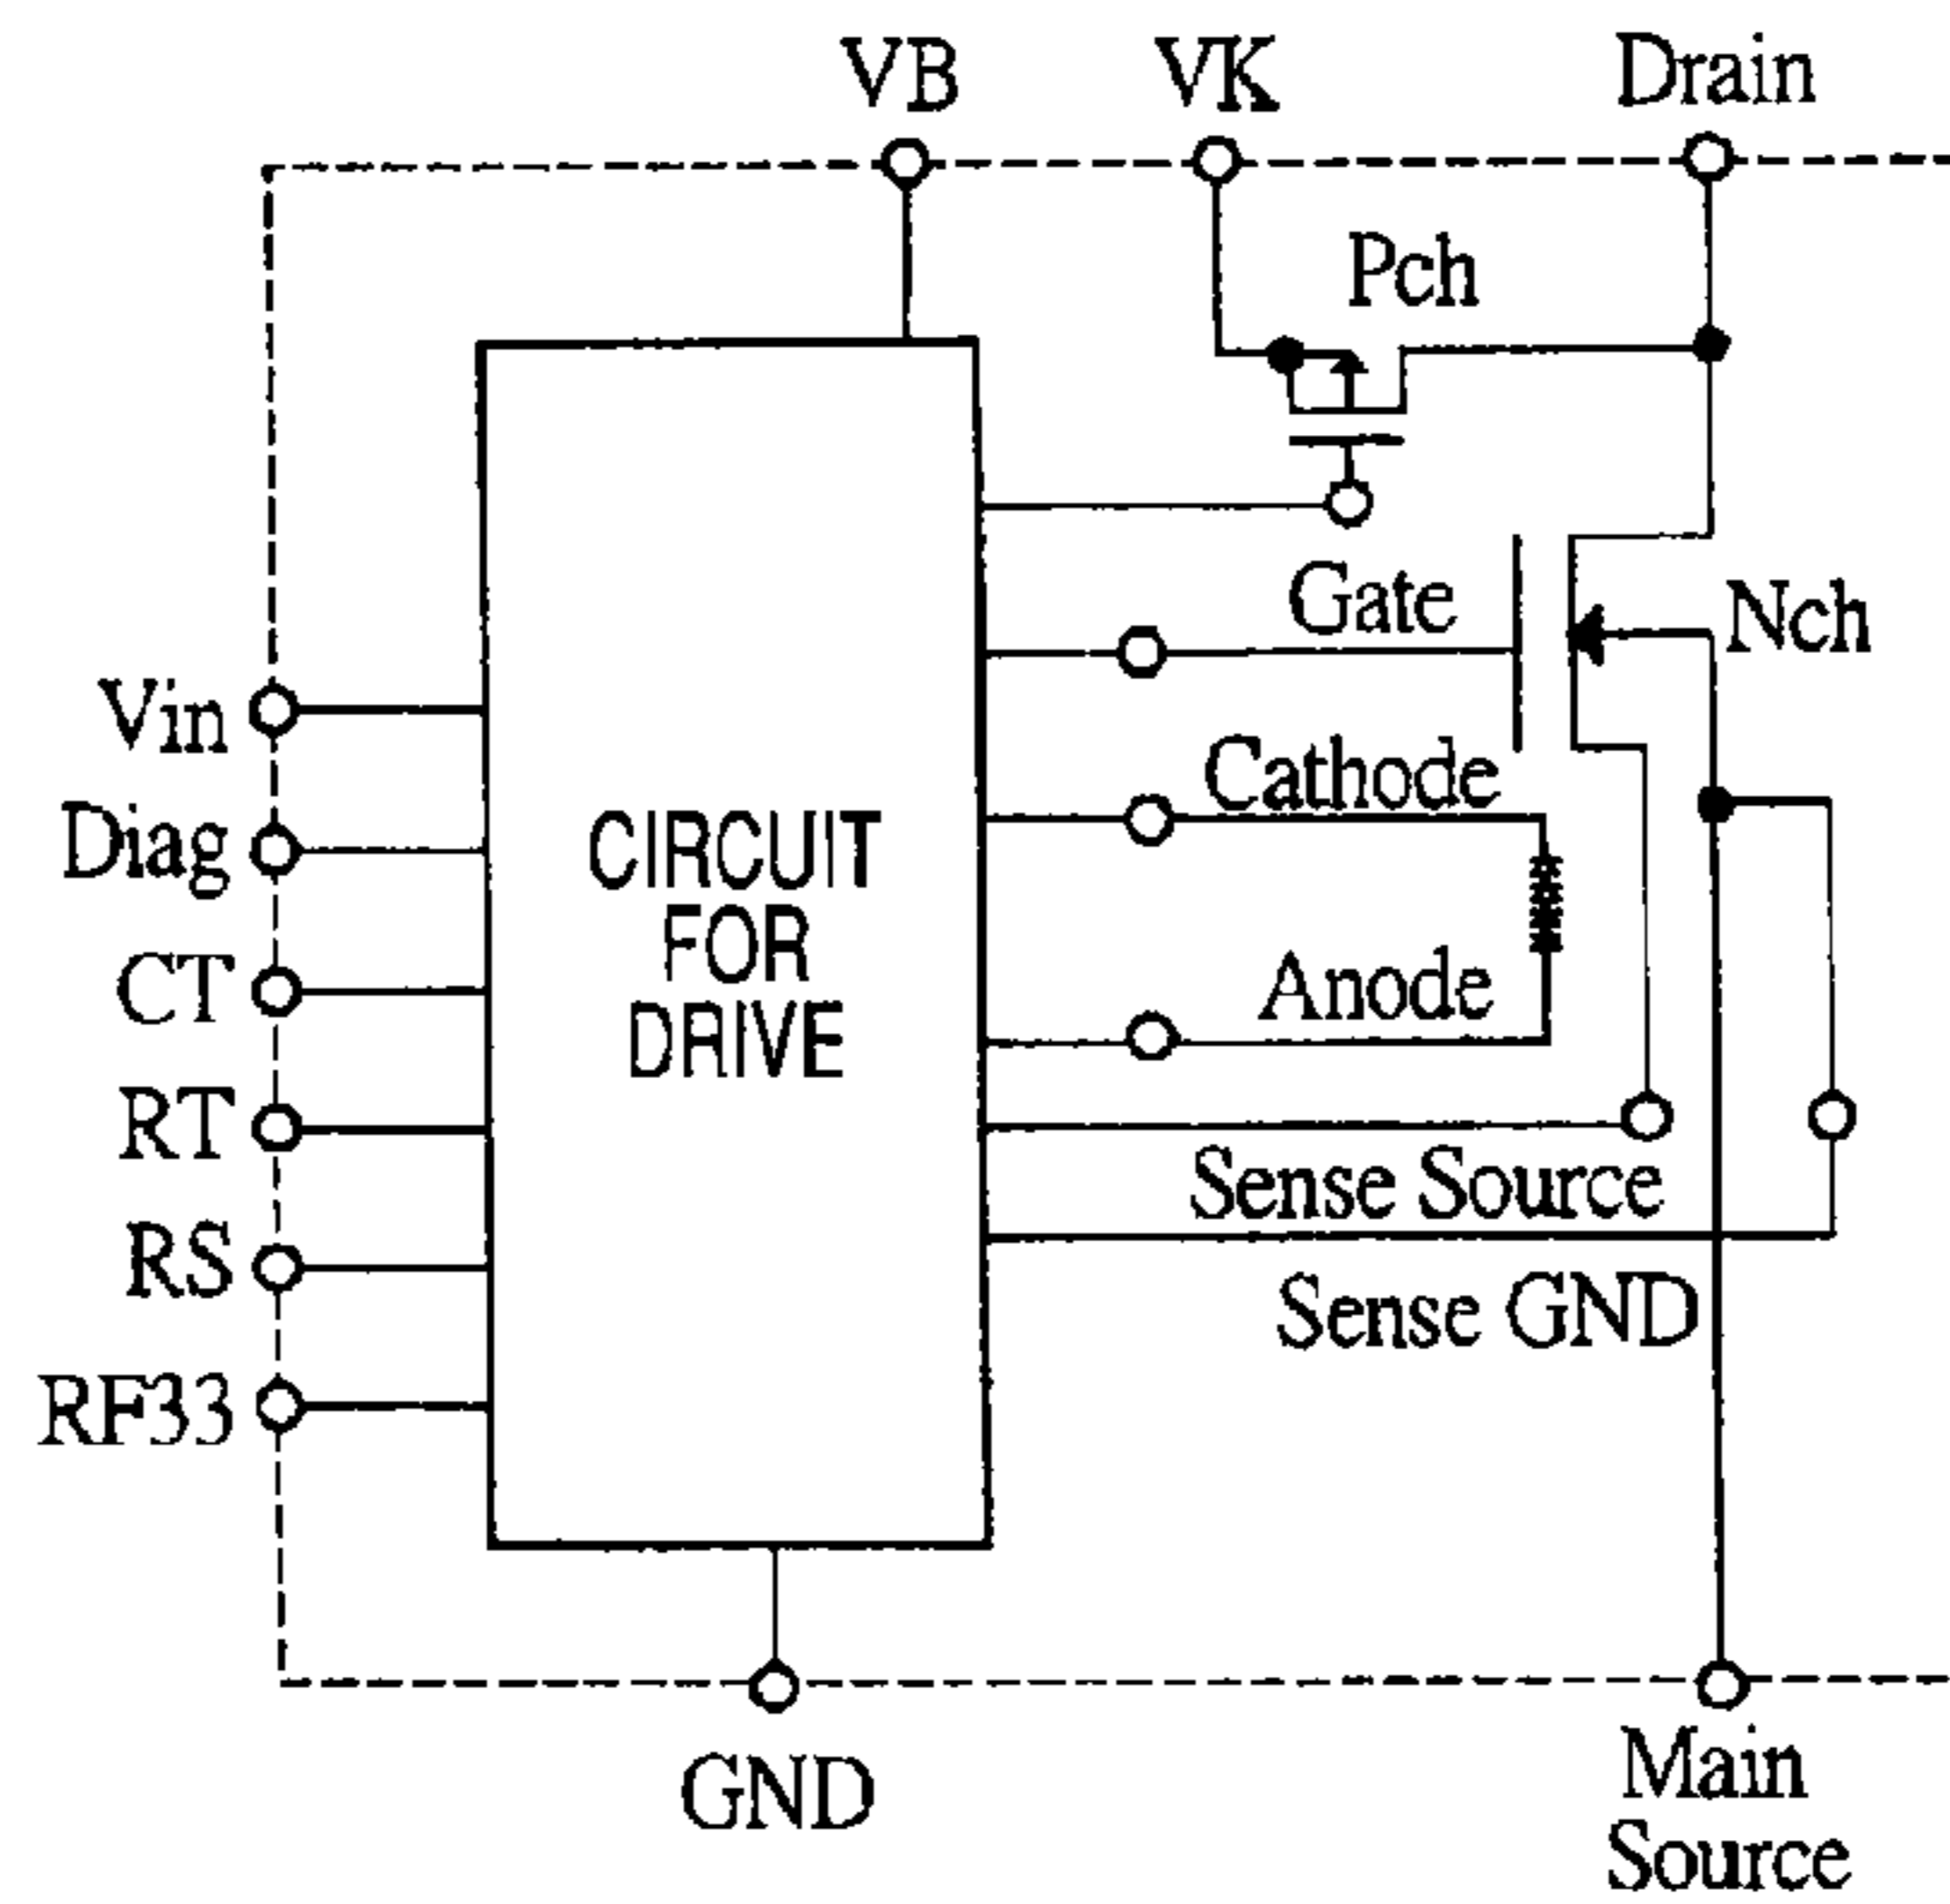 VB
VK
Drain
Pch
Gate
Nch
Vin
Cathode
Diag
CIRCUIT
FOR
DRIVE
CT
Anode
RT
Sense Source
RS
Sense GND
RF33
GND
Main
Source